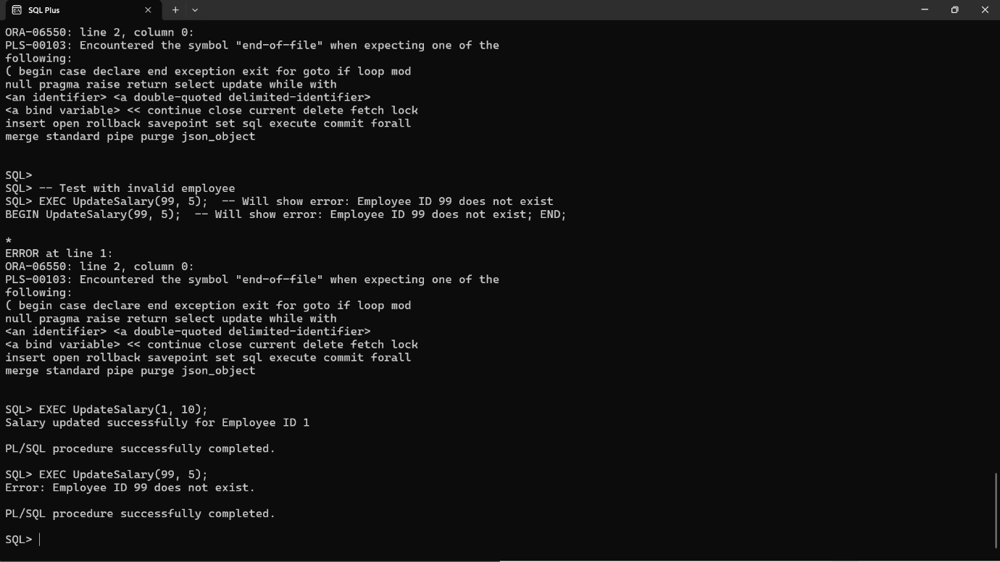 SQL Plus
ORA-06550: line 2, column 0:
PLS-00103: Encountered the symbol "end-of-file" when expecting one of the
following:
( begin case declare end exception exit for goto if loop mod
null pragma raise return select update while with
<an identifier> <a double-quoted delimited-identifier>
<a bind variable> << continue close current delete fetch lock
insert open rollback savepoint set sql execute commit forall
merge standard pipe purge json_object
SQL>
SQL> -- Test with invalid employee
SQL> EXEC UpdateSalary(99, 5);  -- Will show error: Employee ID 99 does not exist
BEGIN UpdateSalary(99, 5);  -- Will show error: Employee ID 99 does not exist; END;
*
ERROR at line 1:
ORA-06550: line 2, column 0:
PLS-00103: Encountered the symbol "end-of-file" when expecting one of the
following:
( begin case declare end exception exit for goto if loop mod
null pragma raise return select update while with
<an identifier> <a double-quoted delimited-identifier>
<a bind variable> << continue close current delete fetch lock
insert open rollback savepoint set sql execute commit forall
merge standard pipe purge json_object
SQL> EXEC UpdateSalary(1, 10);
Salary updated successfully for Employee ID 1
PL/SQL procedure successfully completed.
SQL> EXEC UpdateSalary(99, 5);
Error: Employee ID 99 does not exist.
PL/SQL procedure successfully completed.
SQL>